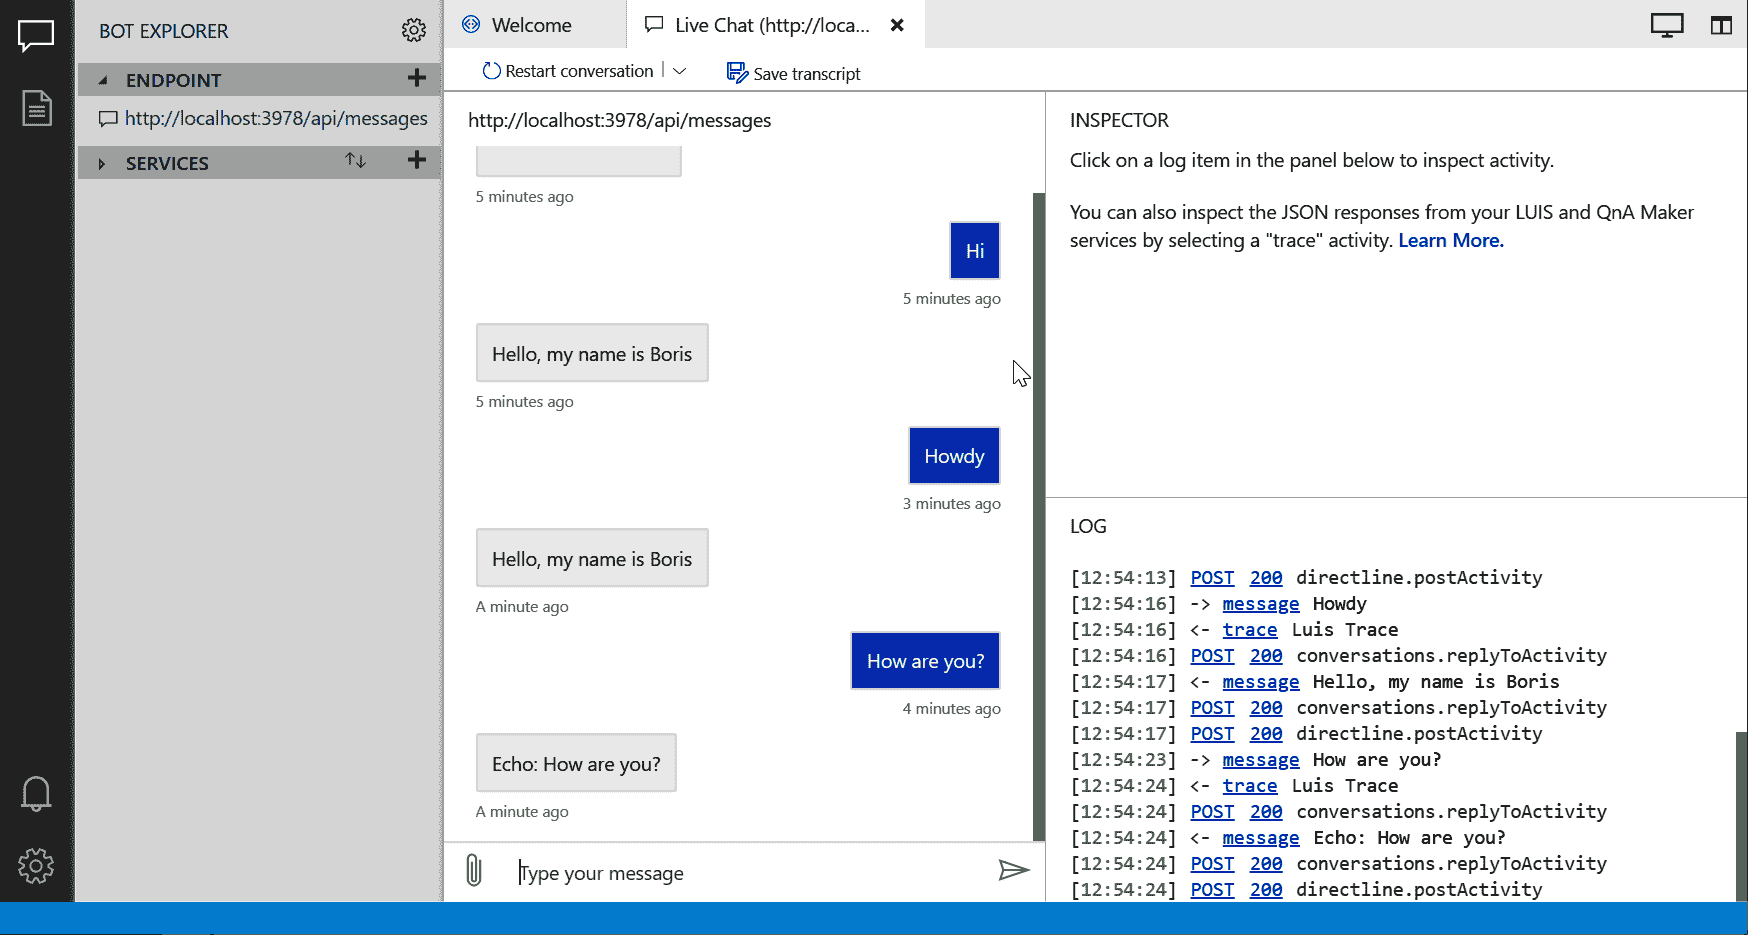 BOT EXPLORER
ENDPOINT
http://localhost:3978/api/messages
SERVICES
Welcome
Live Chat (http://loca...
Restart conversation
Save transcript
http://localhost:3978/api/messages
5 minutes ago
Hi
5 minutes ago
Hello, my name is Boris
5 minutes ago
Howdy
3 minutes ago
Hello, my name is Boris
A minute ago
How are you?
4 minutes ago
Echo: How are you?
A minute ago
Type your message
INSPECTOR
Click on a log item in the panel below to inspect activity.
You can also inspect the JSON responses from your LUIS and QnA Maker
services by selecting a "trace" activity. Learn More.
LOG
[12:54:13] POST 200 directline.postActivity
[12:54:16] -> message Howdy
[12:54:16] <- trace Luis Trace
[12:54:16] POST 200 conversations.replyToActivity
[12:54:17] <- message Hello, my name is Boris
[12:54:17] POST 200 conversations.replyToActivity
[12:54:17] POST 200 directline.postActivity
[12:54:23] -> message How are you?
[12:54:24] <- trace Luis Trace
[12:54:24] POST 200 conversations.replyToActivity
[12:54:24] <- message Echo: How are you?
[12:54:24] POST 200 conversations.replyToActivity
[12:54:24] POST 200 directline.postActivity